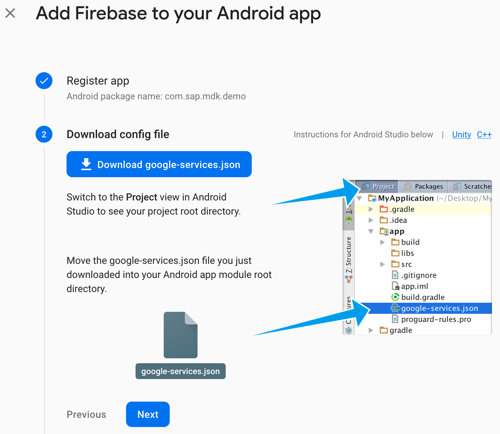 Add Firebase to your Android app
Register app
Android package name: com.sap.mdk.demo
2 Download config file
Instructions for Android Studio below | Unity C++
Download google-services.json
Switch to the Project view in Android
Studio to see your project root directory.
Move the google-services.json file you just
downloaded into your Android app module root
directory.
google-services.json
Project Packages Scratches
MyApplication (~/Desktop/My
.gradle
.idea
app
build
libs
src
.gitignore
app.iml
build.gradle
google-services.json
proguard-rules.pro
gradle
Z: Structure
Previous Next